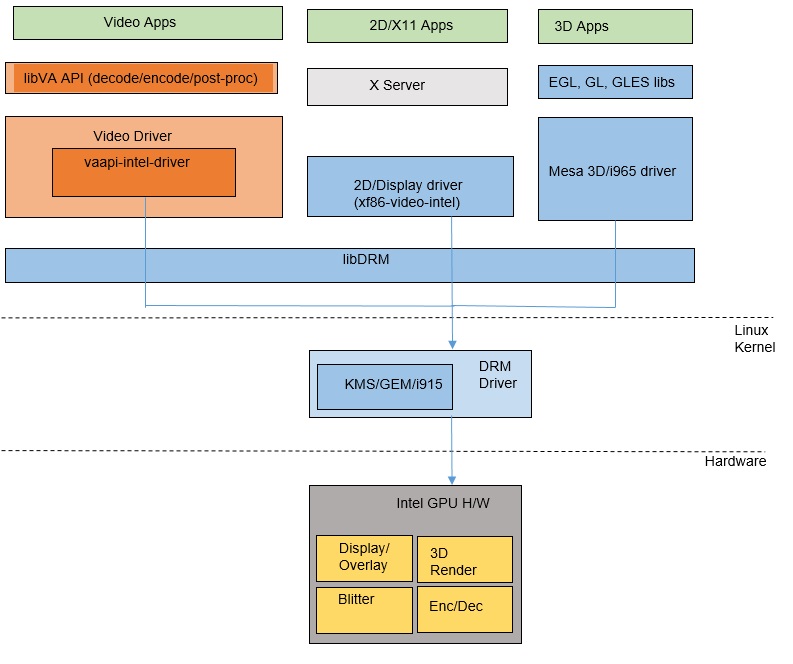 Video Apps
2D/X11 Apps
3D Apps
libVA API (decode/encode/post-proc)
X Server
EGL, GL, GLES libs
Video Driver
vaapi-intel-driver
2D/Display driver
(xf86-video-intel)
Mesa 3D/i965 driver
libDRM
Linux
Kernel
KMS/GEM/i915
DRM
Driver
Hardware
Intel GPU H/W
Display/
Overlay
3D
Render
Blitter
Enc/Dec